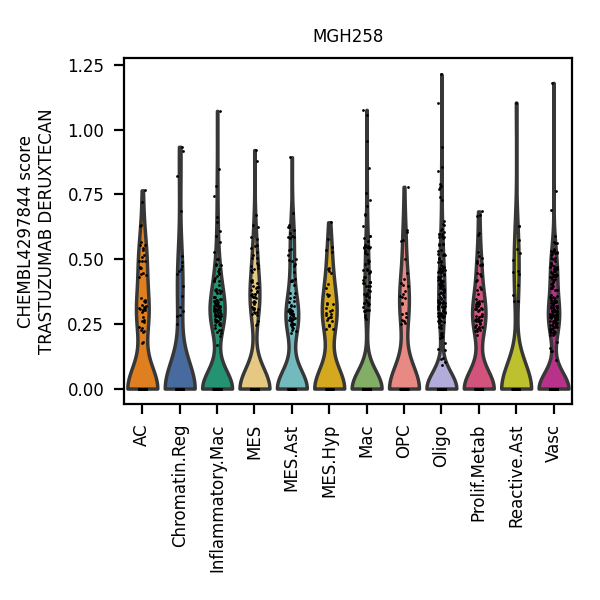 MGH258
CHEMBL4297844 score
TRASTUZUMAB DERUXTECAN
1.25
1.00
0.75
0.50
0.25
0.00
AC
Chromatin.Reg
Inflammatory.Mac
MES
MES.Ast
MES.Hyp
Mac
OPC
Oligo
Prolif.Metab
Reactive.Ast
Vasc